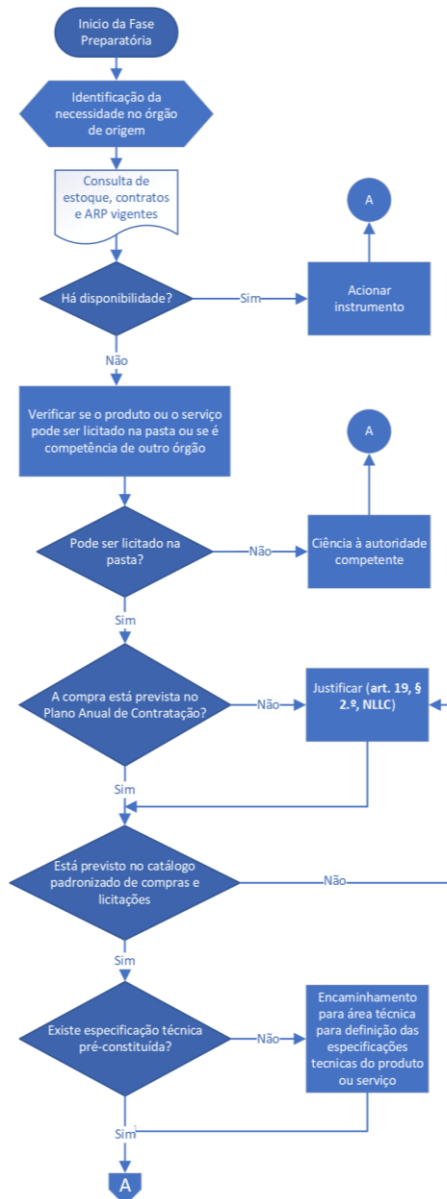 Inicio da Fase
Preparatória
Identificação da
necessidade no órgão
de origem
Consulta de
estoque, contratos
e ARP vigentes
A
Há disponibilidade?
Sim
Acionar
instrumento
Não
Verificar se o produto ou o serviço
pode ser licitado na pasta ou se é
competência de outro órgão
A
Pode ser licitado na
pasta?
Não
Ciência à autoridade
competente
Sim
A compra está prevista no
Plano Anual de Contratação?
Não
Justificar (art. 19, §
2.º, NLLC)
Sim
Está previsto no catálogo
padronizado de compras e
licitações
Não
Sim
Existe especificação técnica
pré-constituída?
Não
Encaminhamento
para área técnica
para definição das
especificações
tecnicas do produto
ou serviço
Sim
A